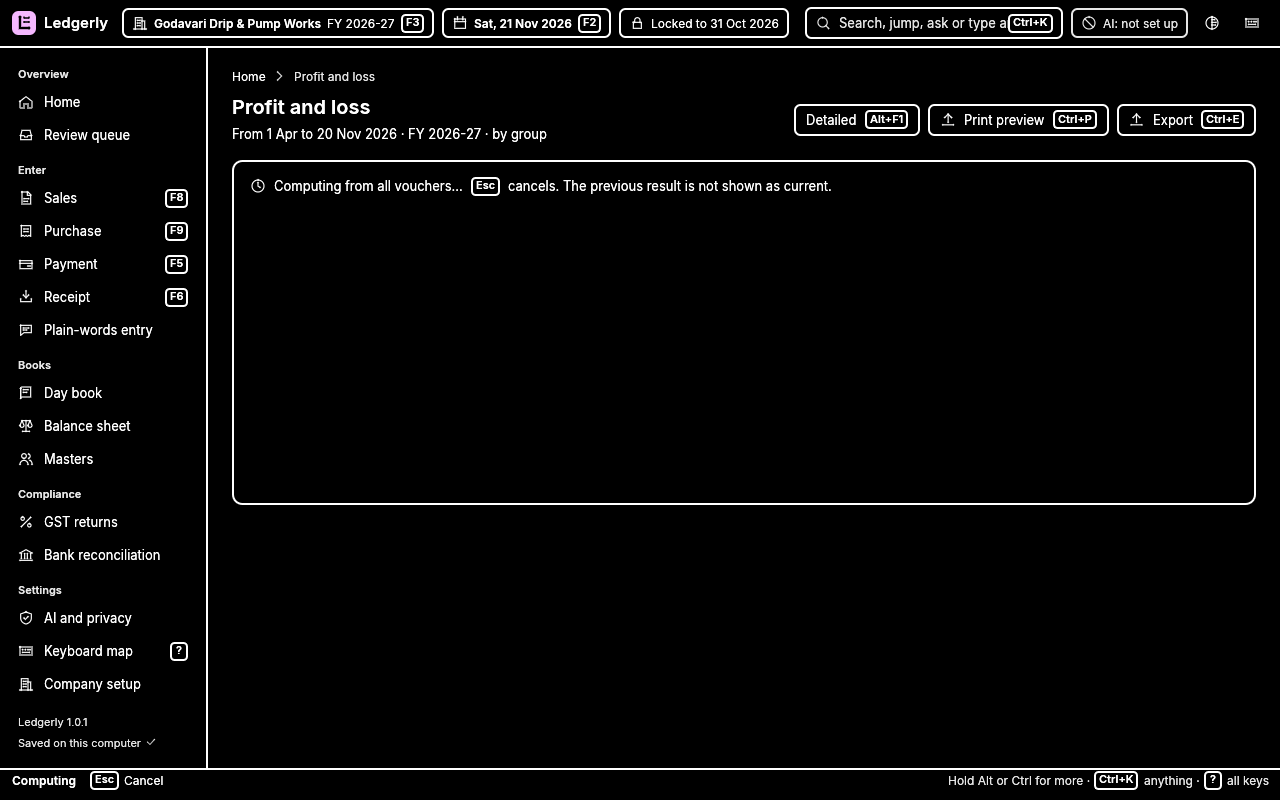 Ledgerly
Godavari Drip & Pump Works FY 2026-27 F3
Sat, 21 Nov 2026 F2
Locked to 31 Oct 2026
Search, jump, ask or type a Ctrl+K
AI: not set up
Overview
Home
Review queue
Enter
Sales F8
Purchase F9
Payment F5
Receipt F6
Plain-words entry
Books
Day book
Balance sheet
Masters
Compliance
GST returns
Bank reconciliation
Settings
AI and privacy
Keyboard map ?
Company setup
Ledgerly 1.0.1
Saved on this computer
Home > Profit and loss
Profit and loss
From 1 Apr to 20 Nov 2026 · FY 2026-27 · by group
Detailed Alt+F1
Print preview Ctrl+P
Export Ctrl+E
Computing from all vouchers... Esc cancels. The previous result is not shown as current.
Computing Esc Cancel
Hold Alt or Ctrl for more · Ctrl+K anything · ? all keys